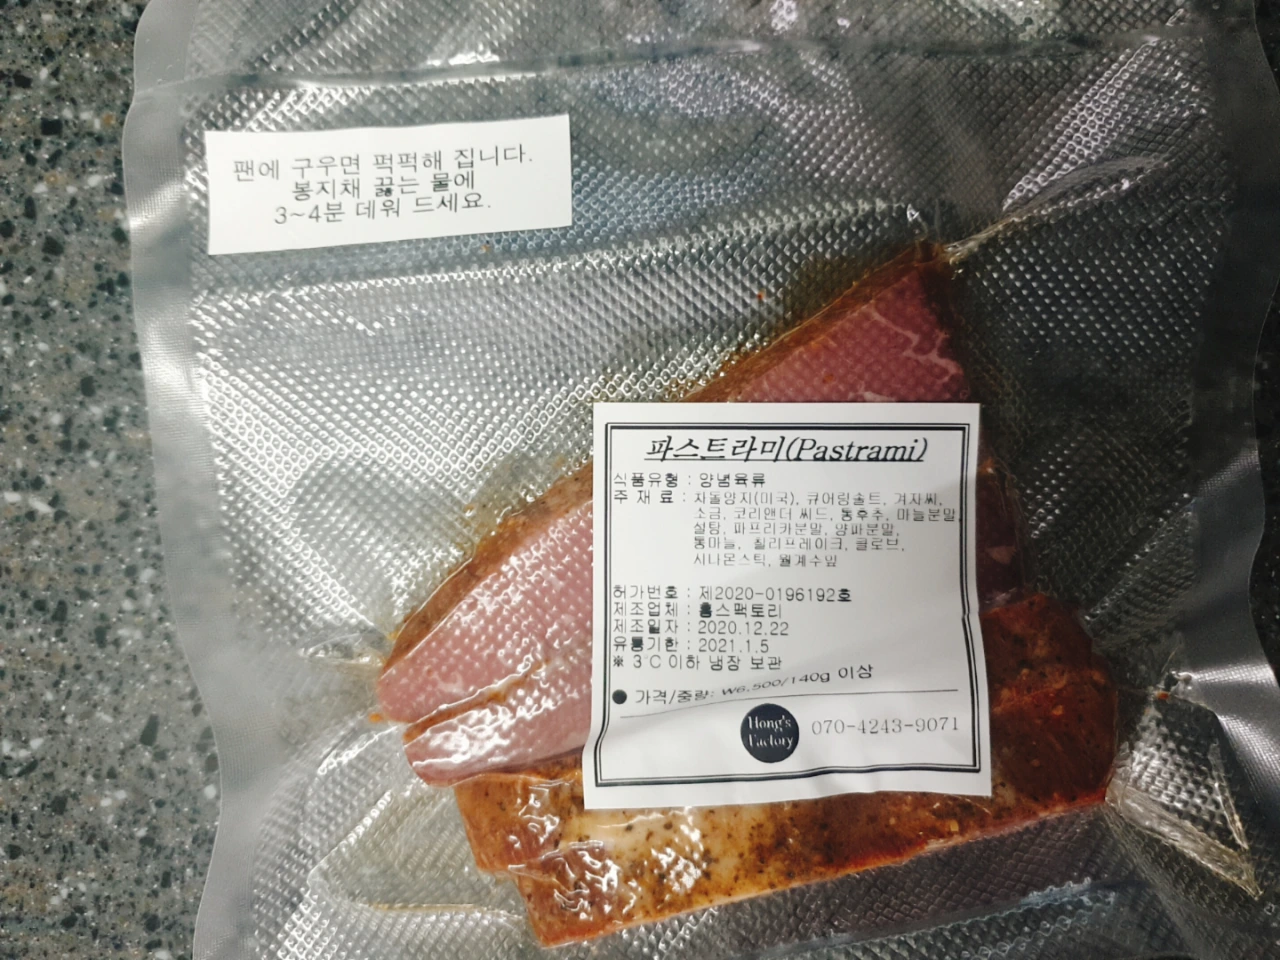 팬에 구우면 퍽퍽해 집니다.
봉지채 끓는 물에
3~4분 데워 드세요.
파스트라미(Pastrami)
식품유형 : 양념육류
주 재 료 : 차돌양지(미국), 큐어링솔트, 겨자씨,
소금, 코리앤더 씨드, 통후추, 마늘분말
설탕, 파프리카분말, 양파분말,
통마늘, 칠리프레이크, 클로브,
시나몬스틱, 월계수잎
허가번호 : 제2020-0196192호
제조업체 : 홍스팩토리
제조일자 : 2020.12.22
유통기한 : 2021.1.5
※ 3℃ 이하 냉장 보관
● 가격/중량: ₩6,500/140g 이상
Hong's
Factory
070-4243-9071